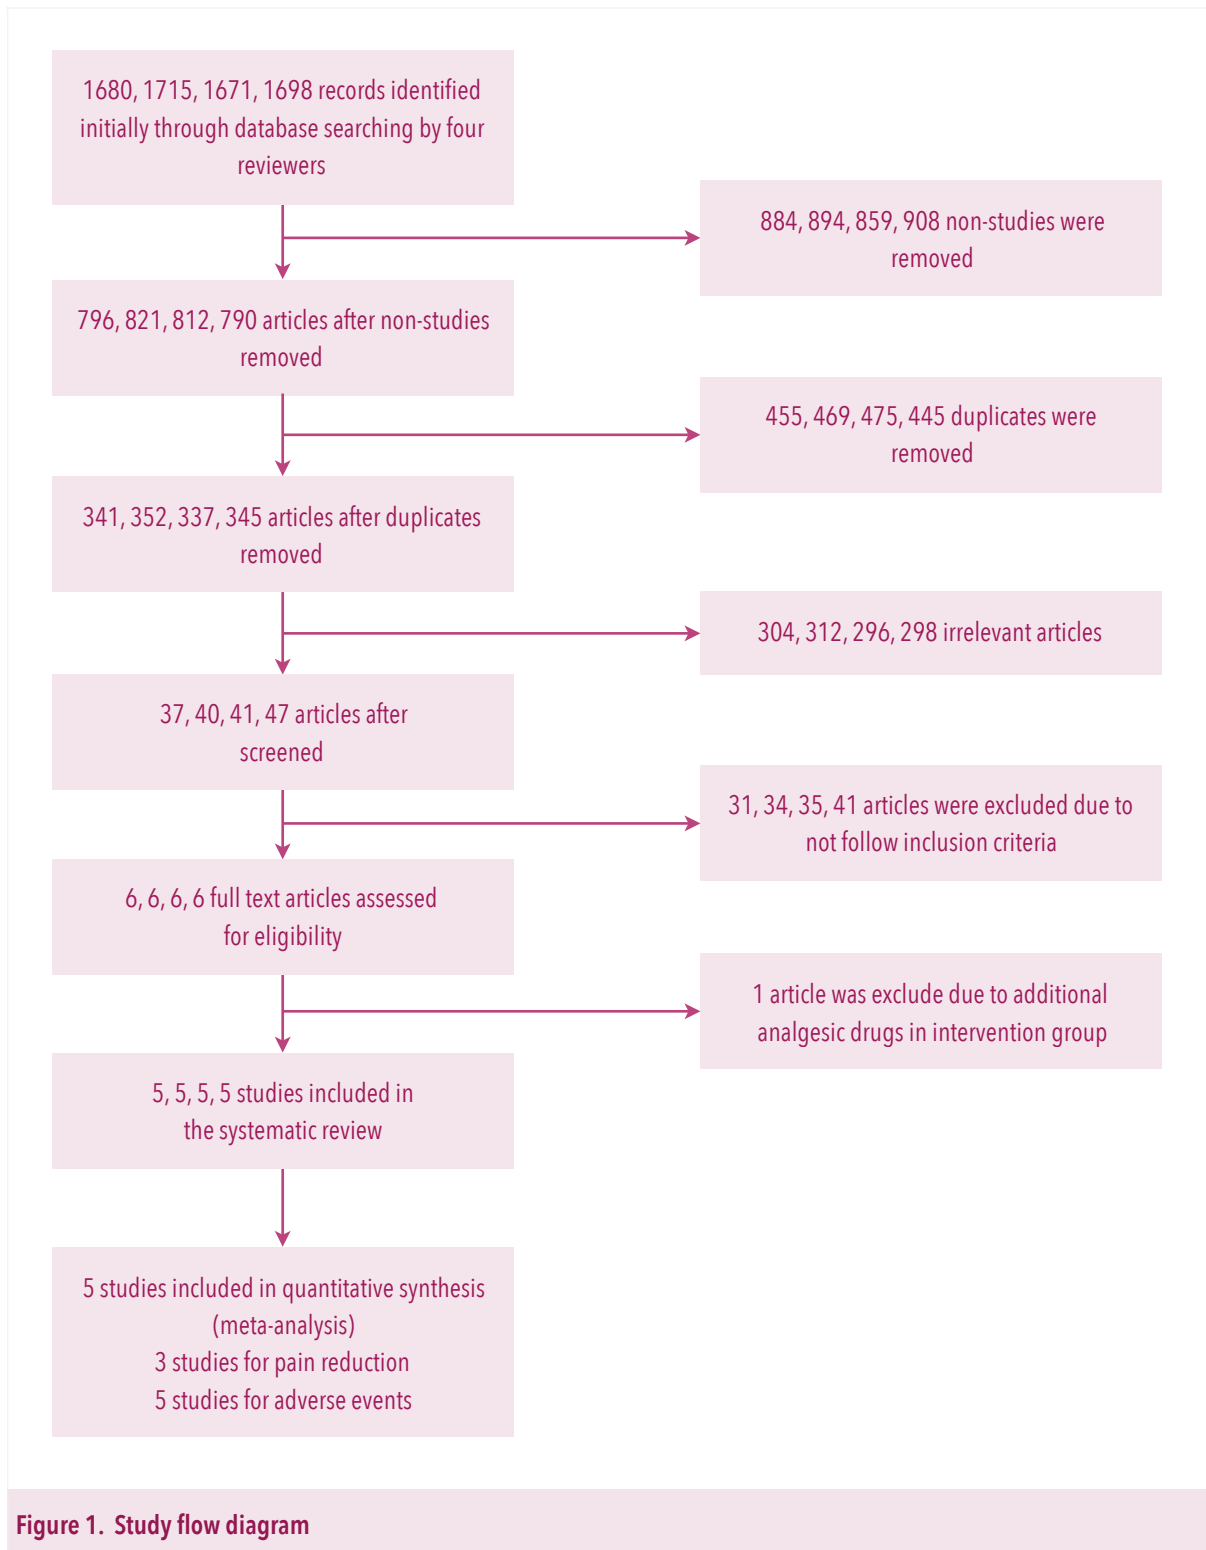 1680, 1715, 1671, 1698 records identified
initially through database searching by four
reviewers
884, 894, 859, 908 non-studies were
removed
796, 821, 812, 790 articles after non-studies
removed
455, 469, 475, 445 duplicates were
removed
341, 352, 337, 345 articles after duplicates
removed
304, 312, 296, 298 irrelevant articles
37, 40, 41, 47 articles after
screened
31, 34, 35, 41 articles were excluded due to
not follow inclusion criteria
6, 6, 6, 6 full text articles assessed
for eligibility
1 article was exclude due to additional
analgesic drugs in intervention group
5, 5, 5, 5 studies included in
the systematic review
5 studies included in quantitative synthesis
(meta-analysis)
3 studies for pain reduction
5 studies for adverse events
Figure 1. Study flow diagram